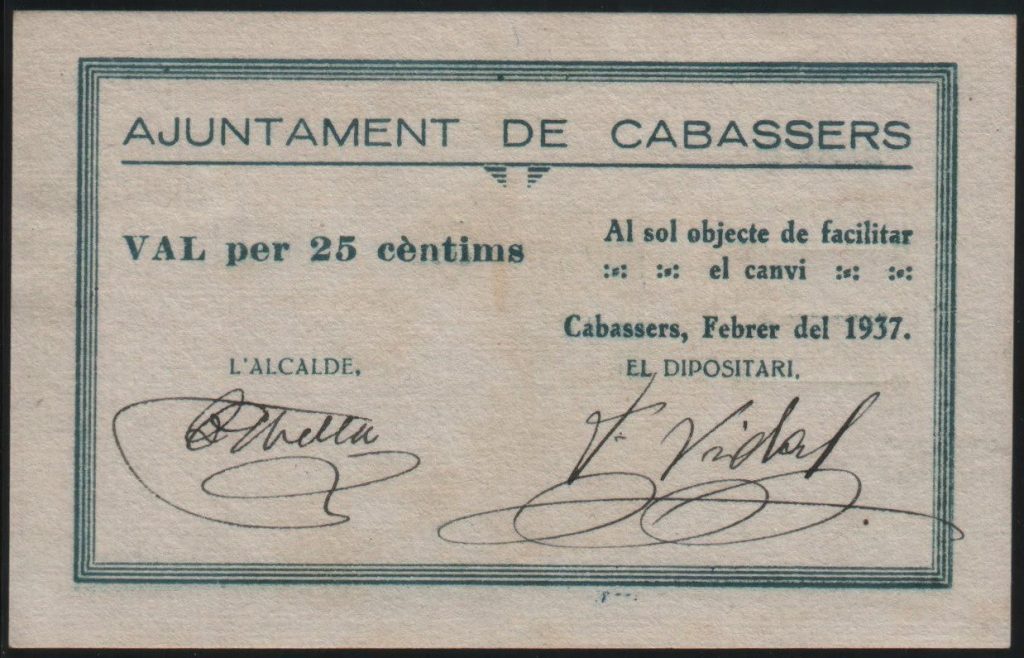 AJUNTAMENT DE CABASSERS
VAL per 25 cèntims
Al sol objecte de facilitar
el canvi
Cabassers, Febrer del 1937.
L'ALCALDE,
EL DIPOSITARI,
Vidal